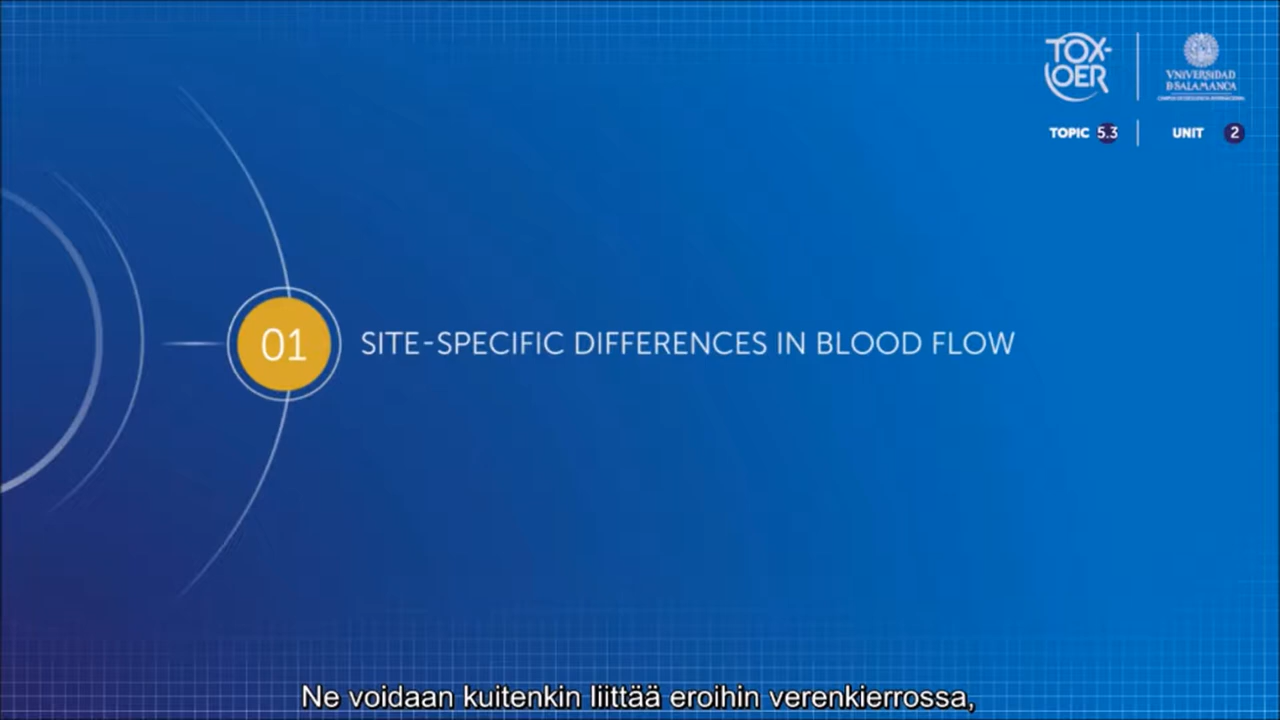 TOX-
OER
VNIVERSIDAD
D SALAMANCA
TOPIC 5.3
UNIT 2
01
SITE-SPECIFIC DIFFERENCES IN BLOOD FLOW
Ne voidaan kuitenkin liittää eroihin verenkierrossa,